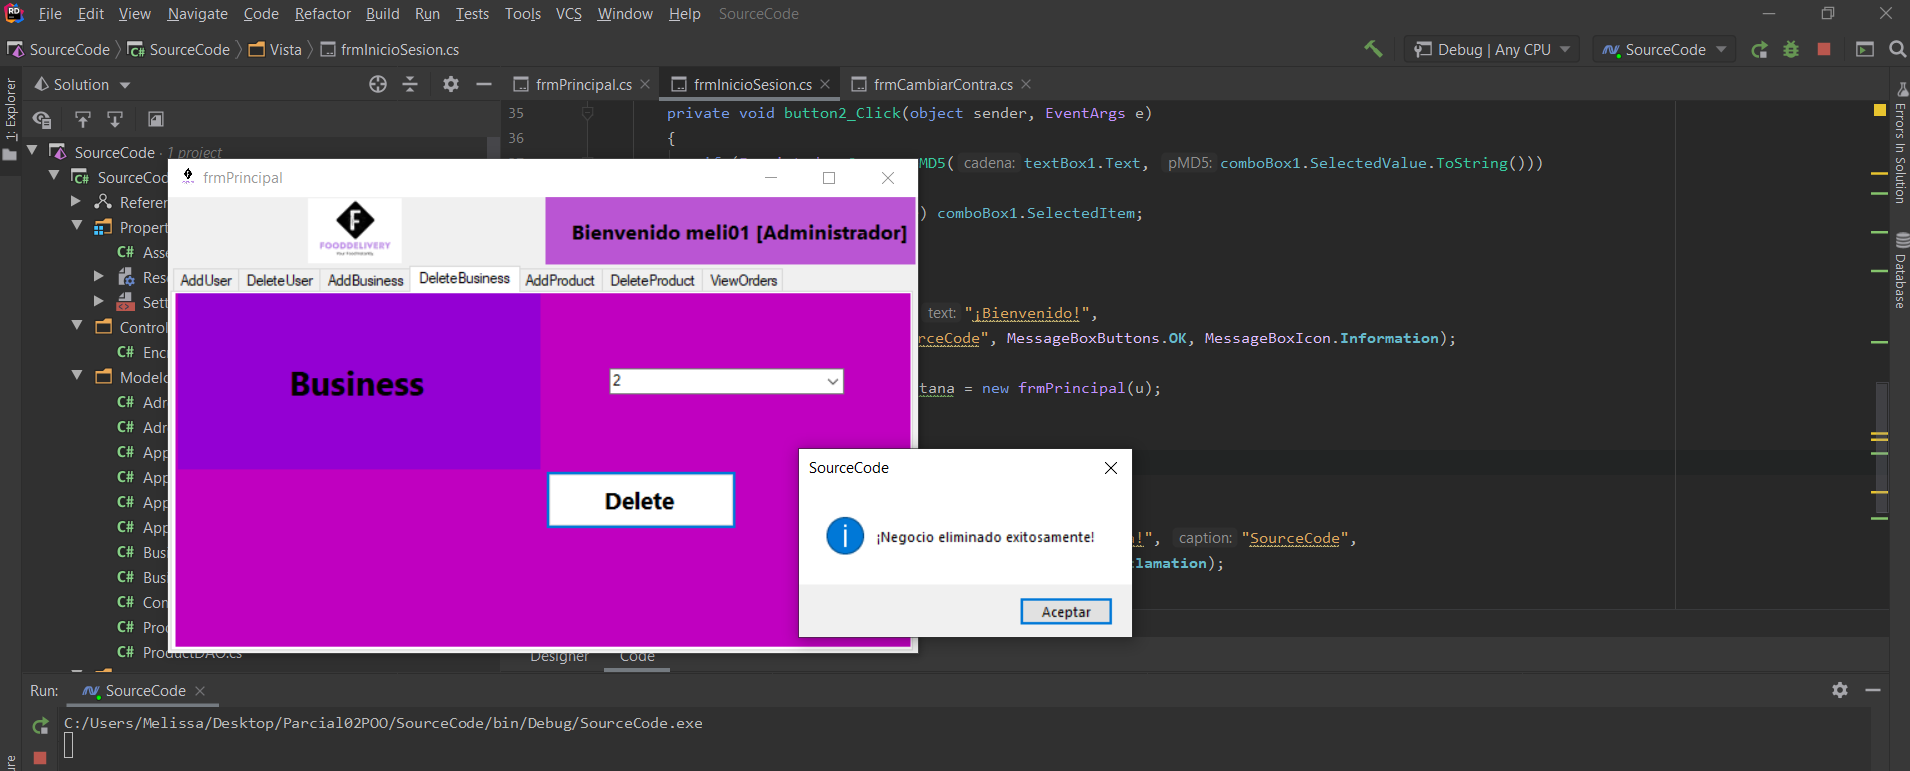 RD File Edit View Navigate Code Refactor Build Run Tests Tools VCS Window Help SourceCode
SourceCode SourceCode Vista frmInicioSesion.cs Debug | Any CPU SourceCode
1: Explorer
Solution
frmPrincipal.cs frmInicioSesion.cs frmCambiarContra.cs
SourceCode · 1 project
SourceCod
Referen
Propert
C# Asse
Res
Sett
Control
C# Enc
Modelo
C# Adr
C# Adr
C# App
C# App
C# App
C# App
C# Bus
C# Bus
C# Con
C# Proc
C# ProductDAO.cs
35 private void button2_Click(object sender, EventArgs e)
36 {
MD5( cadena: textBox1.Text, pMD5: comboBox1.SelectedValue.ToString()))
) comboBox1.SelectedItem;
text: "¡Bienvenido!",
rceCode", MessageBoxButtons.OK, MessageBoxIcon.Information);
tana = new frmPrincipal(u);
!", caption: "SourceCode",
clamation);
Designer Code
Errors In Solution
Database
frmPrincipal
F
FOODDELIVERY
Bienvenido meli01 [Administrador]
AddUser DeleteUser AddBusiness DeleteBusiness AddProduct DeleteProduct ViewOrders
Business
2
Delete
SourceCode
¡Negocio eliminado exitosamente!
Aceptar
Run: SourceCode
C:/Users/Melissa/Desktop/Parcial02POO/SourceCode/bin/Debug/SourceCode.exe